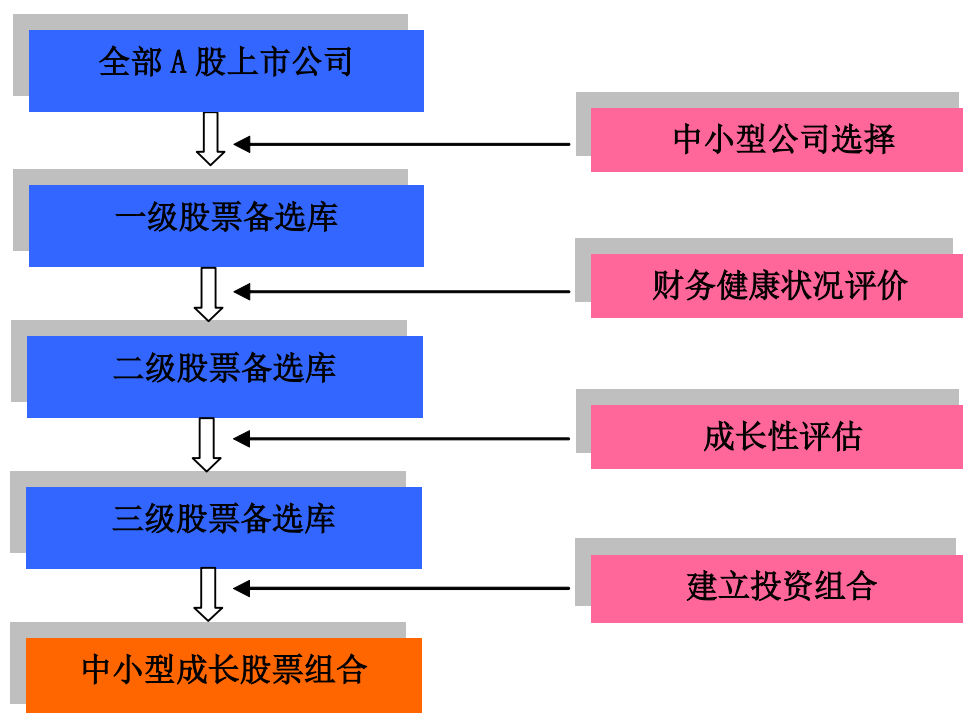 全部 A 股上市公司
中小型公司选择
一级股票备选库
财务健康状况评价
二级股票备选库
成长性评估
三级股票备选库
建立投资组合
中小型成长股票组合